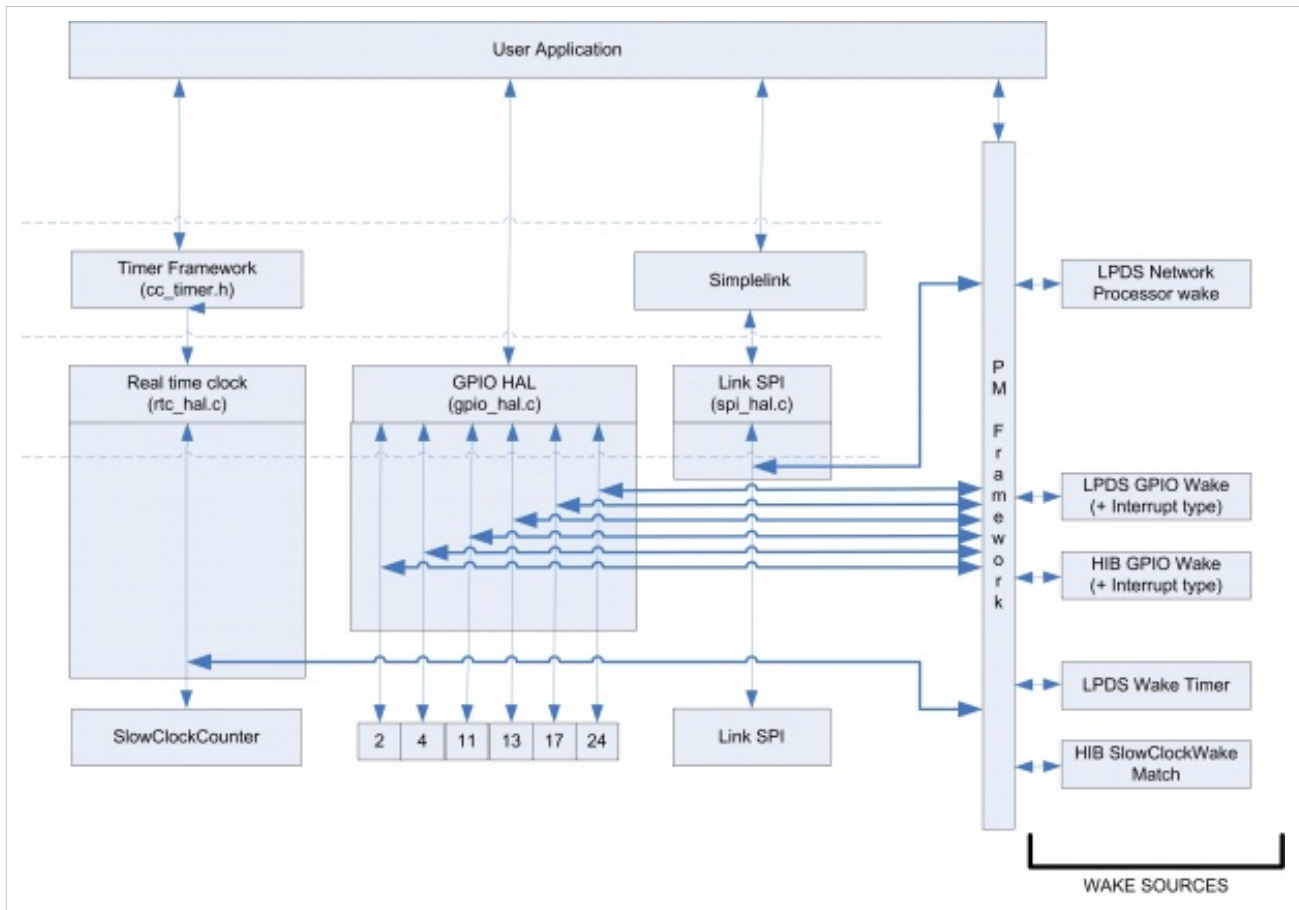 User Application
Timer Framework
(cc_timer.h)
Simplelink
LPDS Network
Processor wake
Real time clock
(rtc_hal.c)
GPIO HAL
(gpio_hal.c)
Link SPI
(spi_hal.c)
PM Framework
LPDS GPIO Wake
(+ Interrupt type)
HIB GPIO Wake
(+ Interrupt type)
LPDS Wake Timer
SlowClockCounter
2 4 11 13 17 24
Link SPI
HIB SlowClockWake
Match
WAKE SOURCES